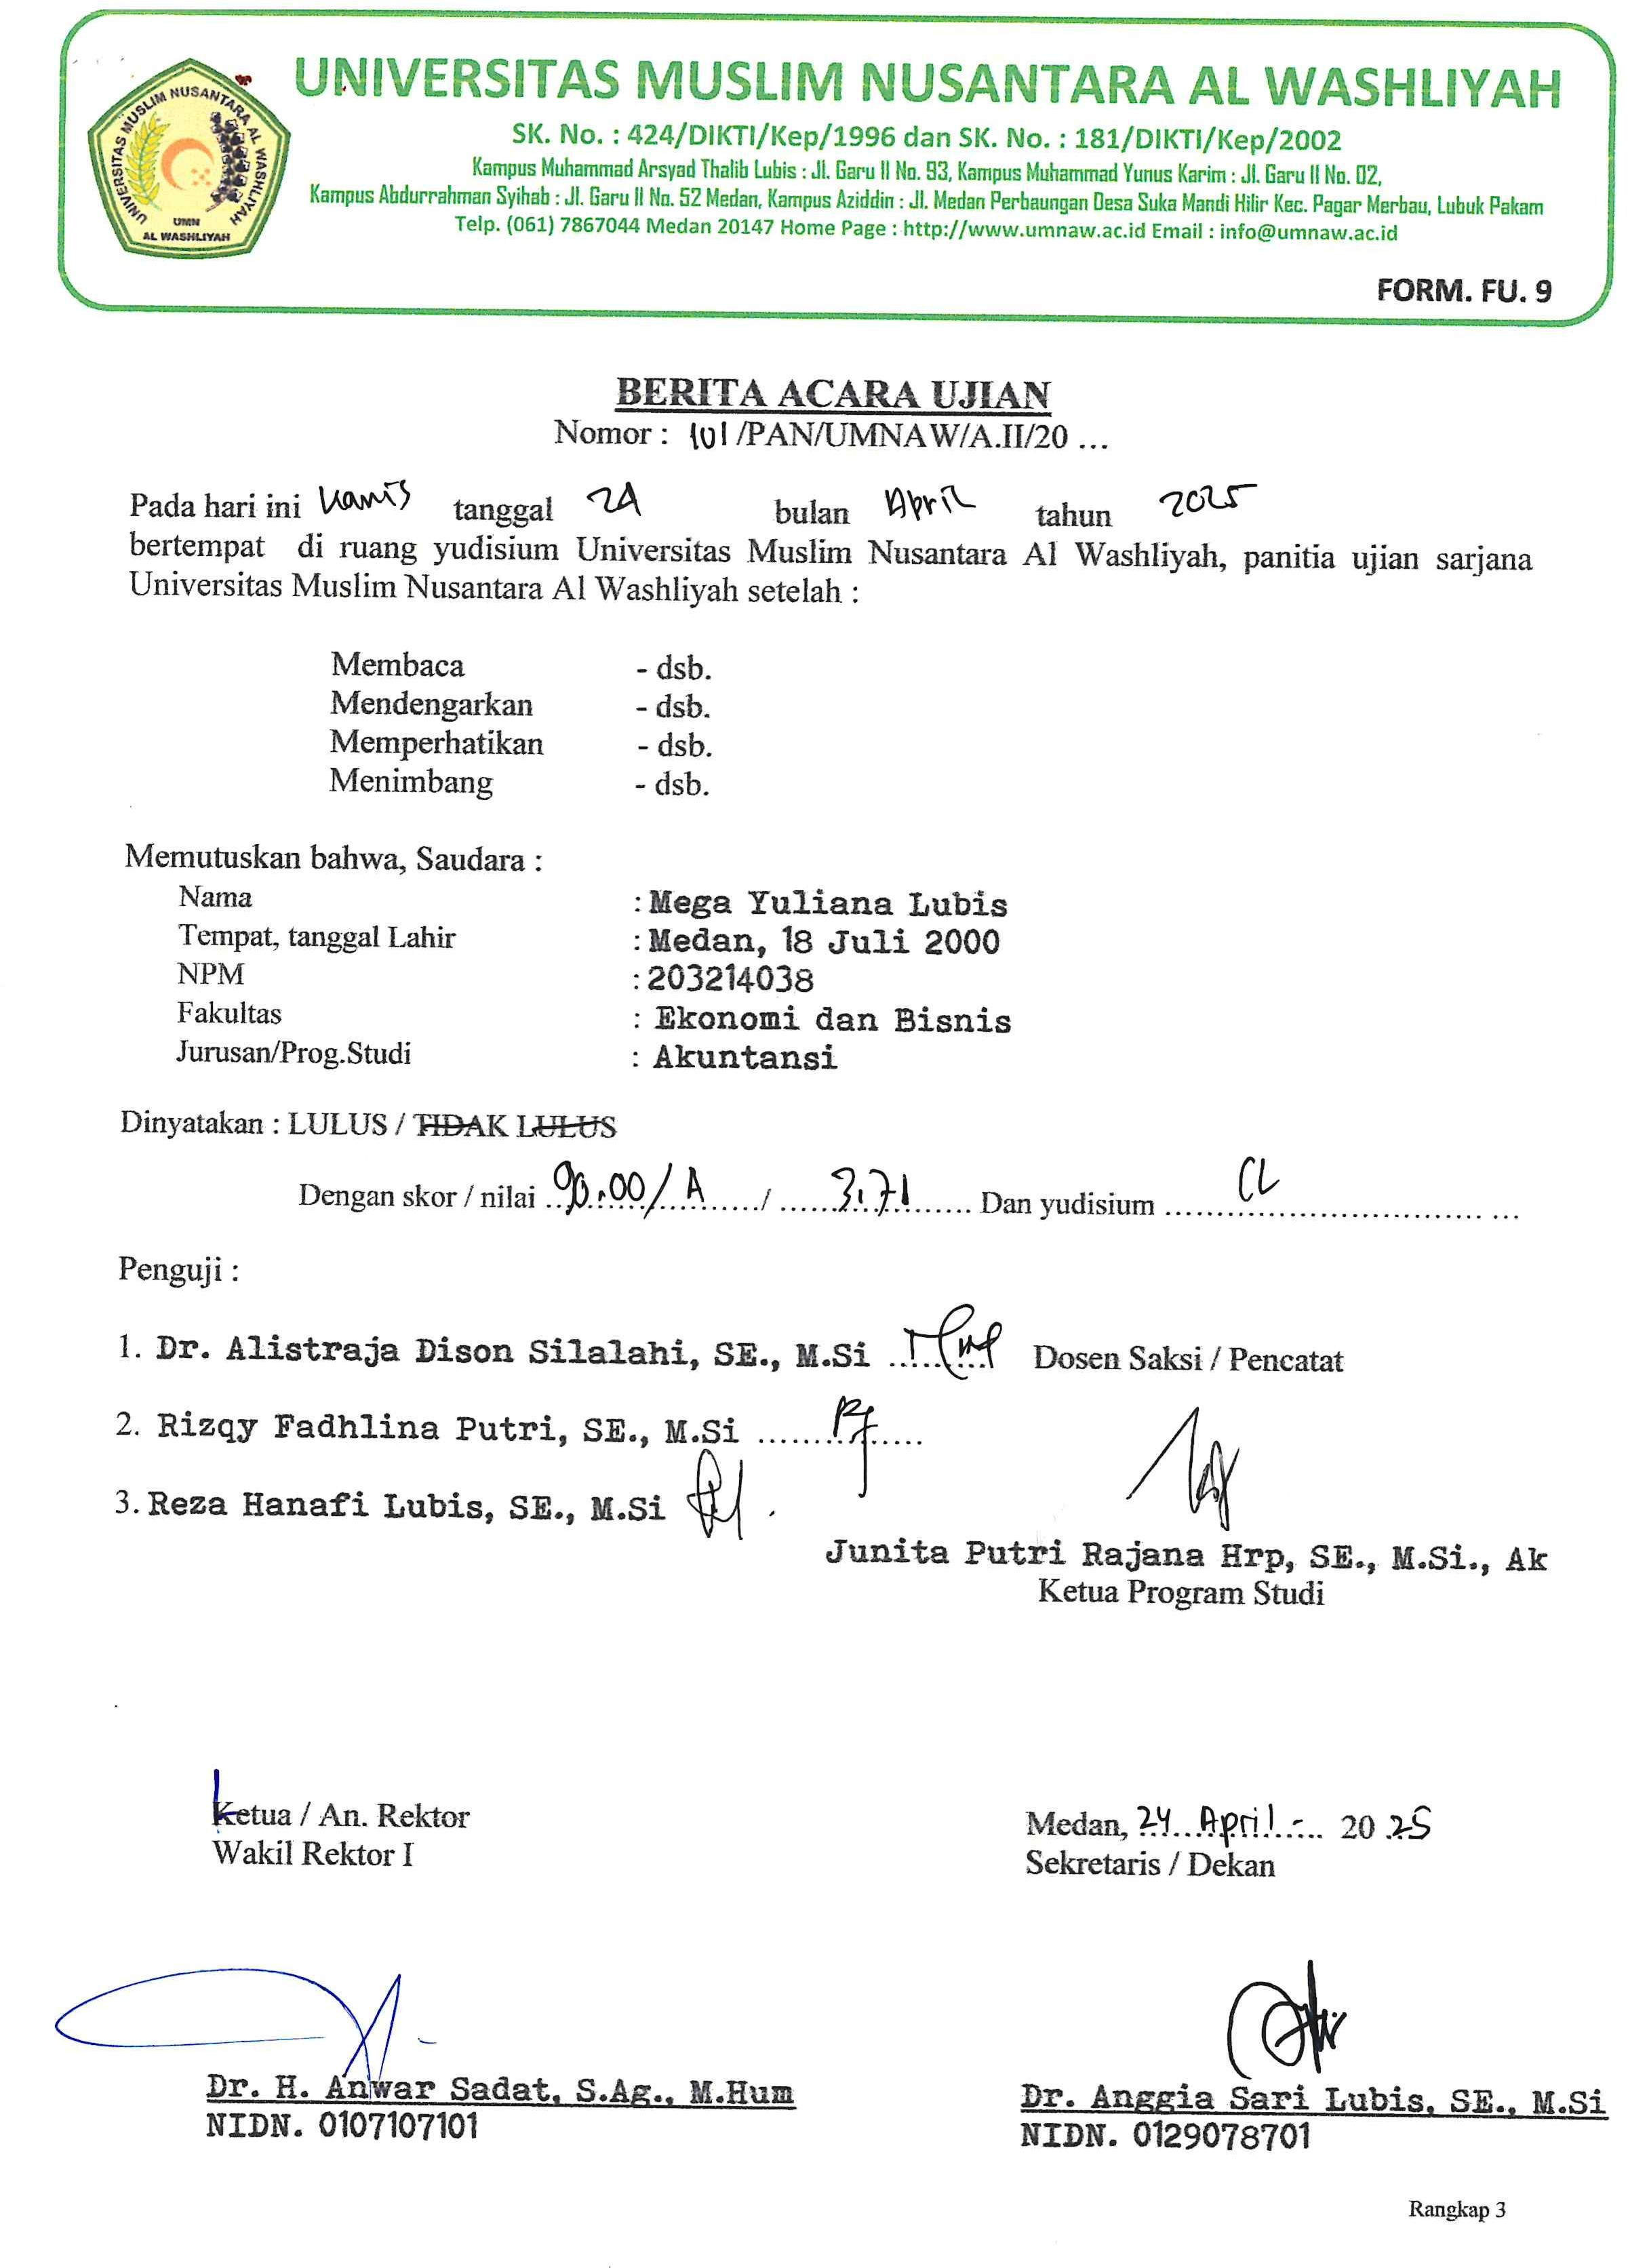 UNIVERSITAS MUSLIM NUSANTARA AL WASHLIYAH
UMN
AL WASHLIYAH
UNIVERSITAS MUSLIM NUSANTARA AL WASHLIYAH
SK. No. : 424/DIKTI/Kep/1996 dan SK. No. : 181/DIKTI/Kep/2002
Kampus Muhammad Arsyad Thalib Lubis : Jl. Garu II No. 93, Kampus Muhammad Yunus Karim : Jl. Garu II No. 02,
Kampus Abdurrahman Syihab : Jl. Garu II No. 52 Medan, Kampus Aziddin : Jl. Medan Perbaungan Desa Suka Mandi Hilir Kec. Pagar Merbau, Lubuk Pakam
Telp. (061) 7867044 Medan 20147 Home Page : http://www.umnaw.ac.id Email : info@umnaw.ac.id
FORM. FU. 9
BERITA ACARA UJIAN
Nomor : 101 /PAN/UMNAW/A.II/20 ...
Pada hari ini Kamis tanggal 24 bulan April tahun 2025
bertempat di ruang yudisium Universitas Muslim Nusantara Al Washliyah, panitia ujian sarjana
Universitas Muslim Nusantara Al Washliyah setelah :
Membaca - dsb.
Mendengarkan - dsb.
Memperhatikan - dsb.
Menimbang - dsb.
Memutuskan bahwa, Saudara :
Nama : Mega Yuliana Lubis
Tempat, tanggal Lahir : Medan, 18 Juli 2000
NPM : 203214038
Fakultas : Ekonomi dan Bisnis
Jurusan/Prog.Studi : Akuntansi
Dinyatakan : LULUS / TIDAK LULUS
Dengan skor / nilai 90.00/A / 3.71 Dan yudisium CL
Penguji :
1. Dr. Alistraja Dison Silalahi, SE., M.Si .......... Dosen Saksi / Pencatat
2. Rizqy Fadhlina Putri, SE., M.Si ................
3. Reza Hanafi Lubis, SE., M.Si
Junita Putri Rajana Hrp, SE., M.Si., Ak
Ketua Program Studi
Ketua / An. Rektor
Wakil Rektor I
Medan, 24 April - 20 25
Sekretaris / Dekan
Dr. H. Anwar Sadat, S.Ag., M.Hum
NIDN. 0107107101
Dr. Anggia Sari Lubis, SE., M.Si
NIDN. 0129078701
Rangkap 3